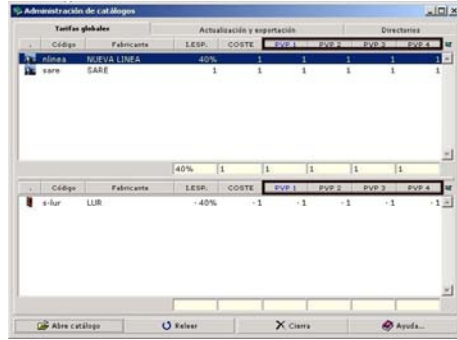 Administración de catálogos
Tarifas globales Actualización y exportación Directorios
. Código Fabricante I.ESP. COSTE PVP 1 PVP 2 PVP 3 PVP 4
nlinea NUEVA LINEA 40% 1 1 1 1 1
sare SARE 1 1 1 1 1 1
40% 1 1 1 1 1
. Código Fabricante I.ESP. COSTE PVP 1 PVP 2 PVP 3 PVP 4
s-lur LUR - 40% - 1 - 1 - 1 - 1 - 1
Abre catálogo Releer Cierra Ayuda...